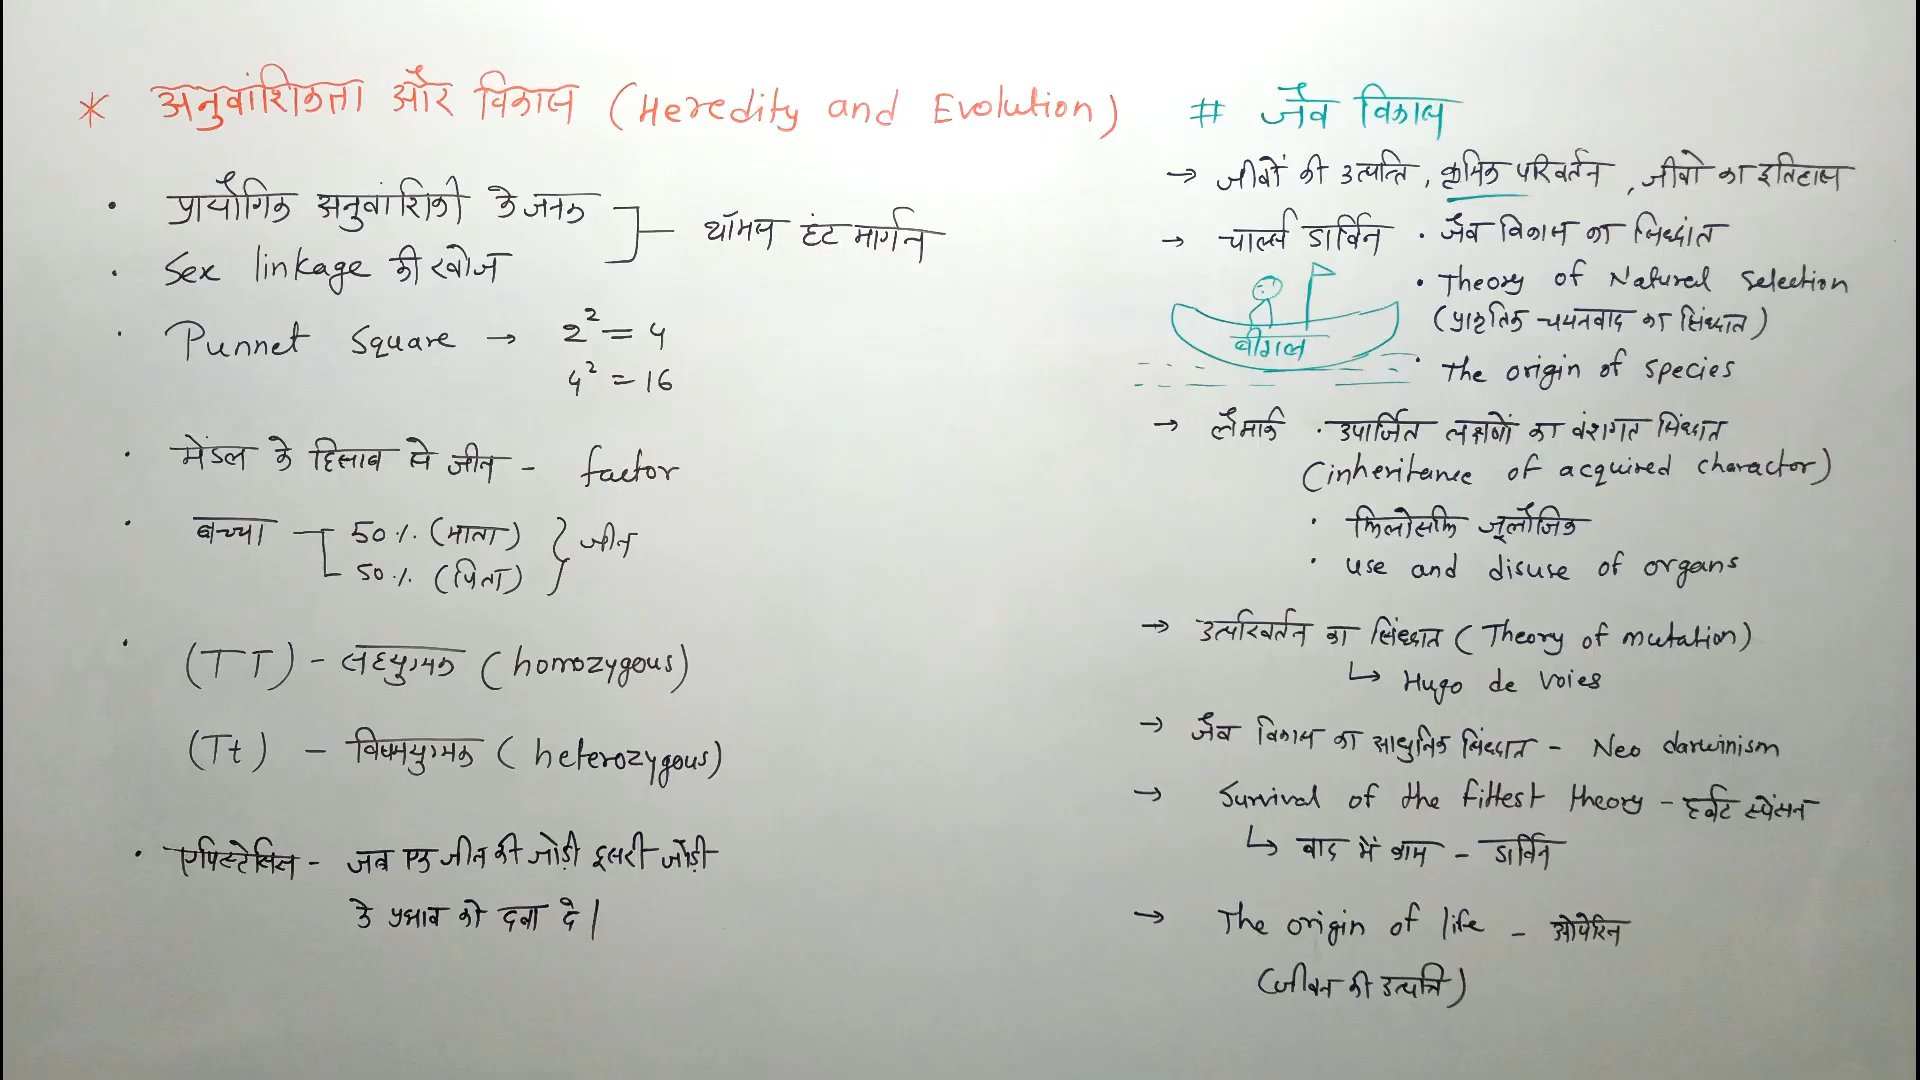 * अनुवांशिकता और विकास (Heredity and Evolution)
• प्रायौगिक अनुवांशिकी के जनक
• Sex linkage की खोज
थॉमस हंट मार्गन
• Punnet Square → 2² = 4
4² = 16
• मेंडल के हिसाब से जीन - factor
• बच्चा
50% (माता)
50% (पिता)
जीन
• (TT) - समयुग्मक (homozygous)
(Tt) - विषमयुग्मक (heterozygous)
• एपिस्टेसिस - जब एक जीन की जोड़ी दूसरी जोड़ी
के प्रभाव को दबा दे।
# जैव विकास
→ जीवों की उत्पत्ति, क्रमिक परिवर्तन, जीवो का इतिहास
→ चार्ल्स डार्विन • जैव विकास का सिध्दांत
• Theory of Natural Selection
(प्राकृतिक चयनवाद का सिंध्दात)
बीगल
• The origin of species
→ लैमार्क • उपार्जित लक्षणों का वंशागत सिंध्दात
(inheritance of acquired charactor)
• फिलोसफि जूलौजिक
• use and disuse of organs
→ उत्परिवर्तन का सिंध्दात (Theory of mutation)
↳ Hugo de voies
→ जैव विकास का आधुनिक सिंध्दात - Neo darwinism
→ Survival of the fittest theory - हर्बट स्पेंसन
↳ बाद में काम - डार्विन
→ The origin of life - ओपेरिन
(जीवन की उत्पत्ति)